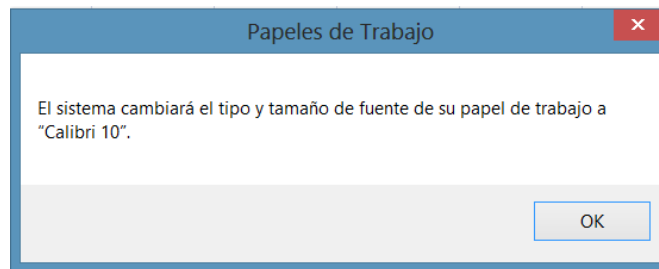 Papeles de Trabajo
El sistema cambiará el tipo y tamaño de fuente de su papel de trabajo a
“Calibri 10”.
OK